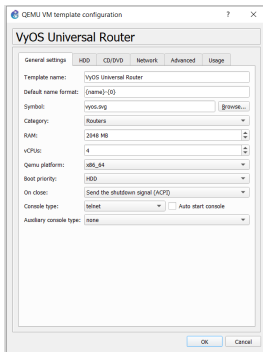 QEMU VM template configuration ? ×
VyOS Universal Router
General settings HDD CD/DVD Network Advanced Usage
Template name: VyOS Universal Router
Default name format: {name}-{0}
Symbol: vyos.svg Browse...
Category: Routers
RAM: 2048 MB
vCPUs: 4
Qemu platform: x86_64
Boot priority: HDD
On close: Send the shutdown signal (ACPI)
Console type: telnet Auto start console
Auxiliary console type: none
OK Cancel